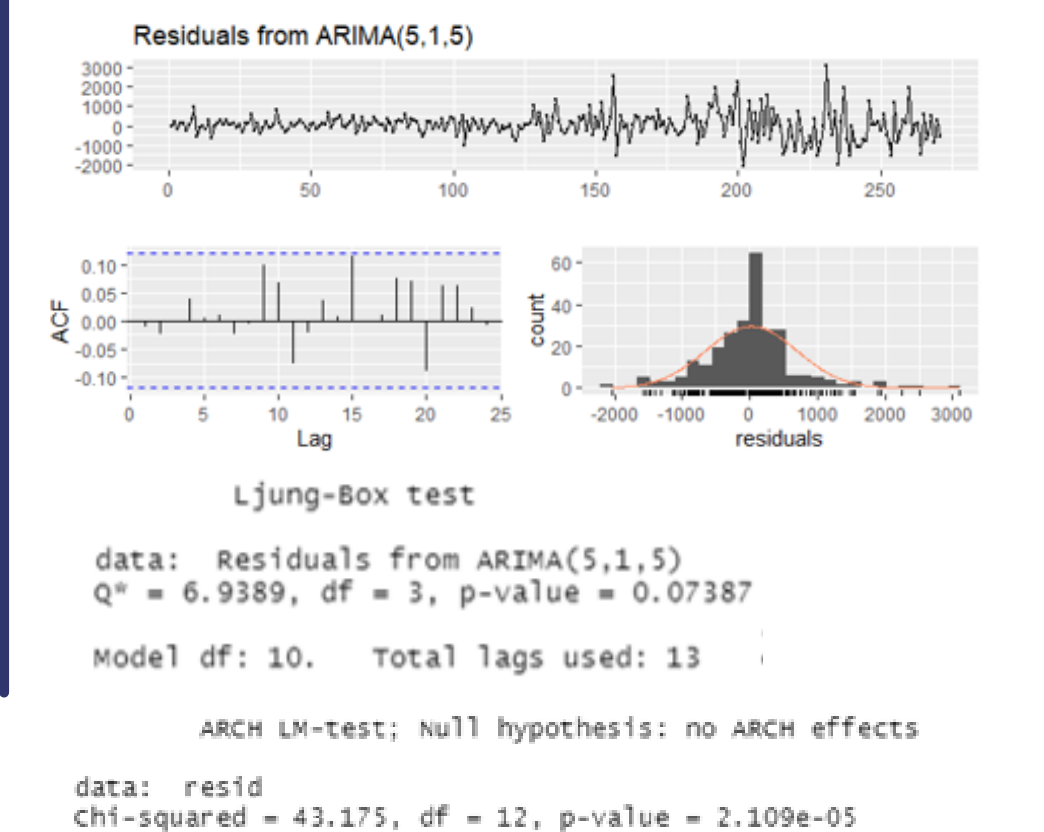 Residuals from ARIMA(5,1,5)
3000
2000
1000
0
-1000
-2000
0 50 100 150 200 250
ACF
0.10
0.05
0.00
-0.05
-0.10
0 5 10 15 20 25
Lag
count
60
40
20
0
-2000 -1000 0 1000 2000 3000
residuals
Ljung-Box test
data: Residuals from ARIMA(5,1,5)
Q* = 6.9389, df = 3, p-value = 0.07387
Model df: 10. Total lags used: 13
ARCH LM-test; Null hypothesis: no ARCH effects
data: resid
Chi-squared = 43.175, df = 12, p-value = 2.109e-05